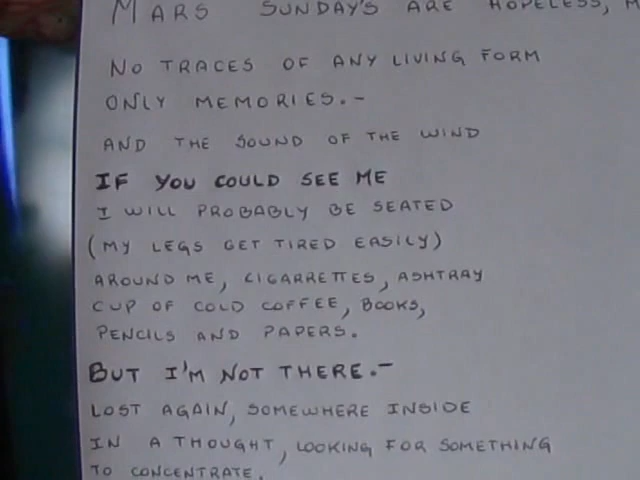 MARS SUNDAY'S ARE HOPELESS,
NO TRACES OF ANY LIVING FORM
ONLY MEMORIES.-
AND THE SOUND OF THE WIND
IF YOU COULD SEE ME
I WILL PROBABLY BE SEATED
(MY LEGS GET TIRED EASILY)
AROUND ME, CIGARRETTES, ASHTRAY
CUP OF COLD COFFEE, BOOKS,
PENCILS AND PAPERS.
BUT I'M NOT THERE.-
LOST AGAIN, SOMEWHERE INSIDE
IN A THOUGHT, LOOKING FOR SOMETHING
TO CONCENTRATE.